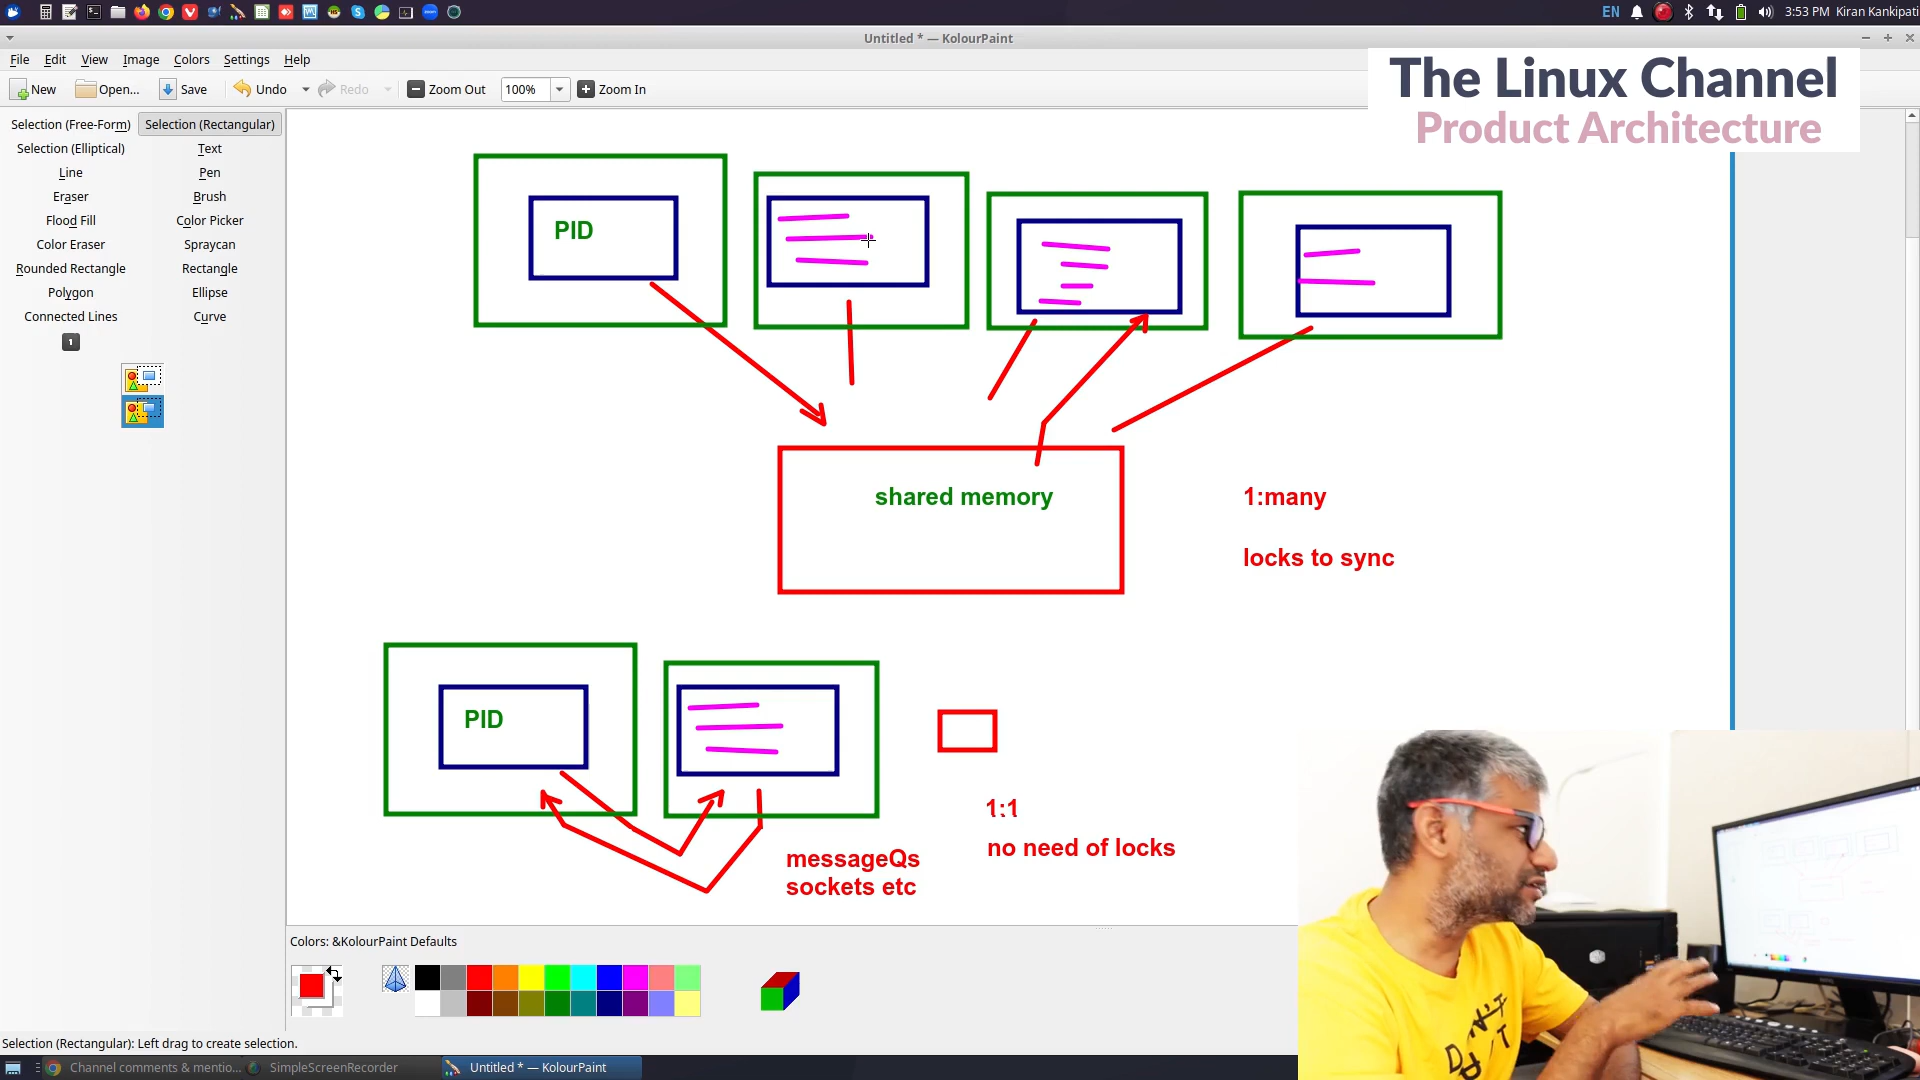 EN
3:53 PM Kiran Kankipati
Untitled * — KolourPaint
File Edit View Image Colors Settings Help
New Open... Save Undo Redo Zoom Out 100% Zoom In
The Linux Channel
Product Architecture
Selection (Free-Form) Selection (Rectangular)
Selection (Elliptical) Text
Line Pen
Eraser Brush
Flood Fill Color Picker
Color Eraser Spraycan
Rounded Rectangle Rectangle
Polygon Ellipse
Connected Lines Curve
1
PID
shared memory
1:many
locks to sync
PID
1:1
no need of locks
messageQs
sockets etc
Colors: &KolourPaint Defaults
Selection (Rectangular): Left drag to create selection.
Channel comments & mentio... SimpleScreenRecorder Untitled * — KolourPaint